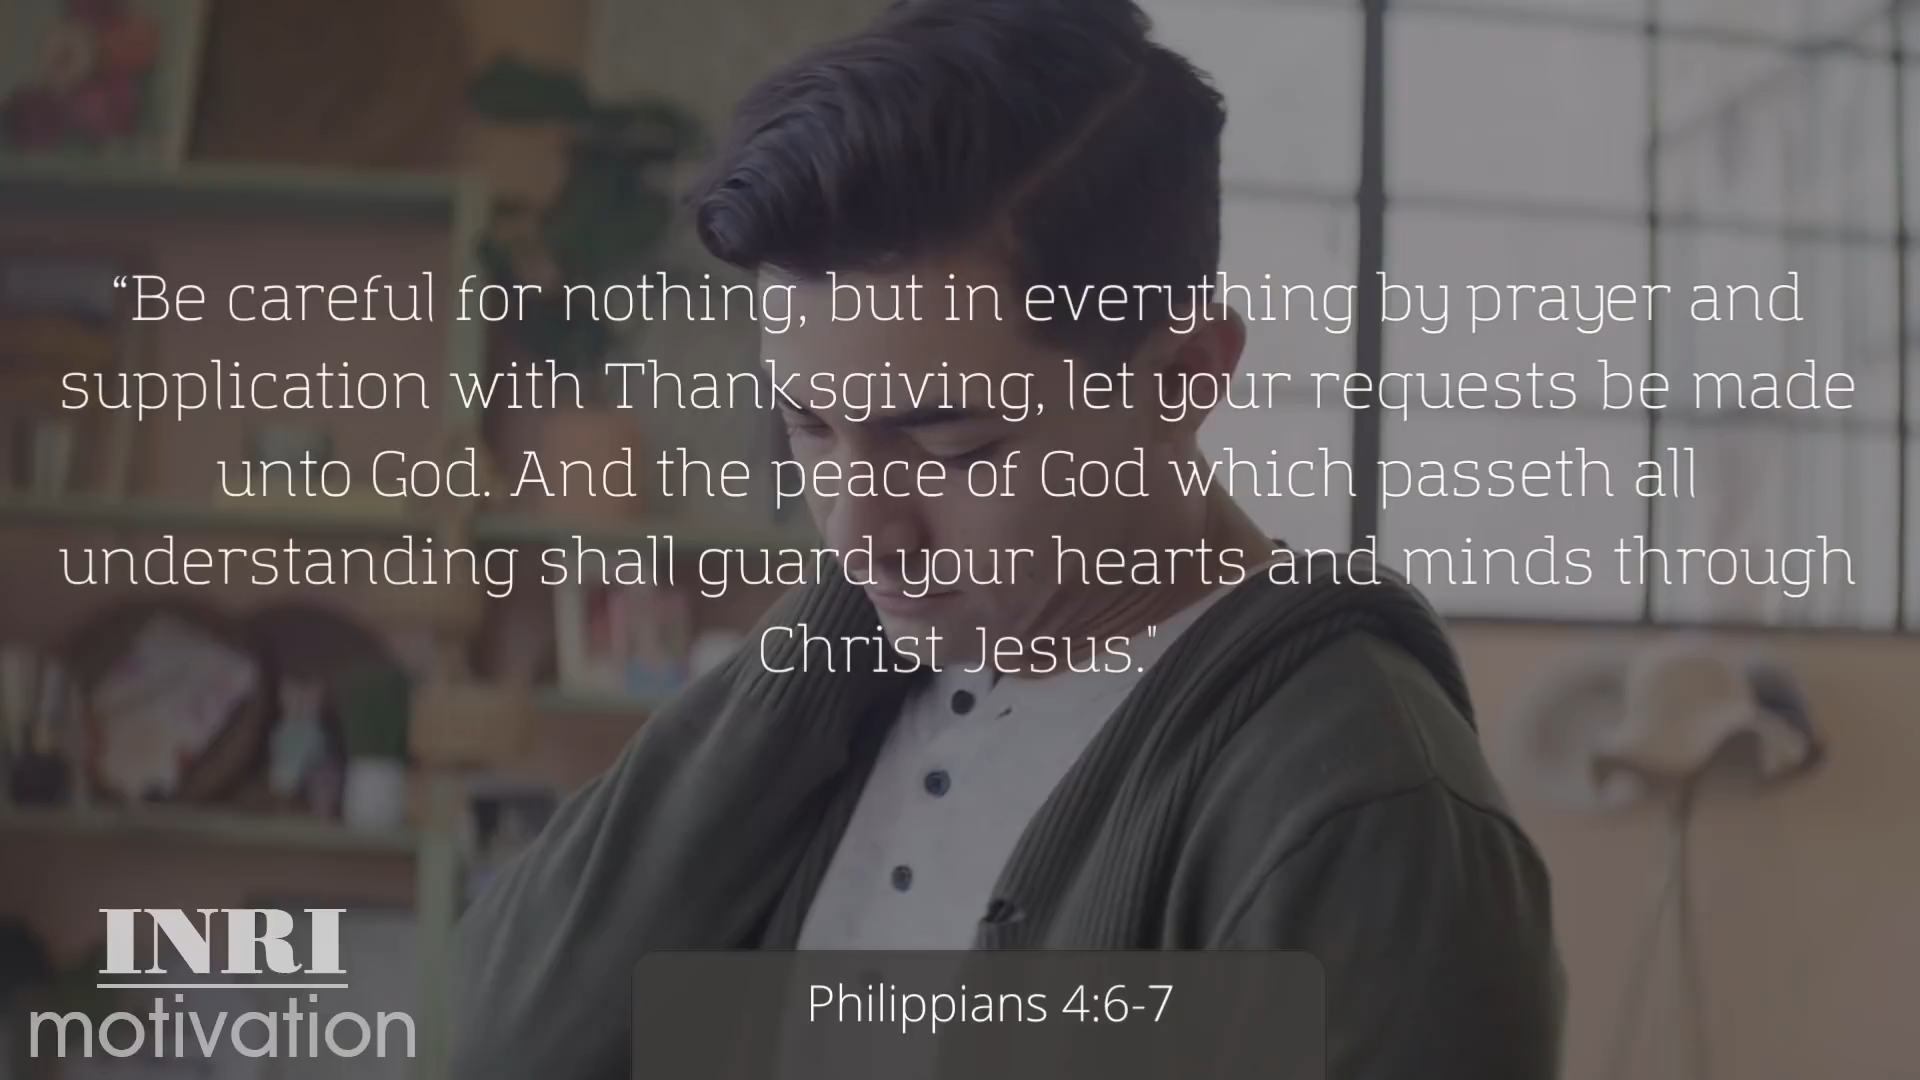 “Be careful for nothing, but in everything by prayer and
supplication with Thanksgiving, let your requests be made
unto God. And the peace of God which passeth all
understanding shall guard your hearts and minds through
Christ Jesus."
INRI
motivation
Philippians 4:6-7